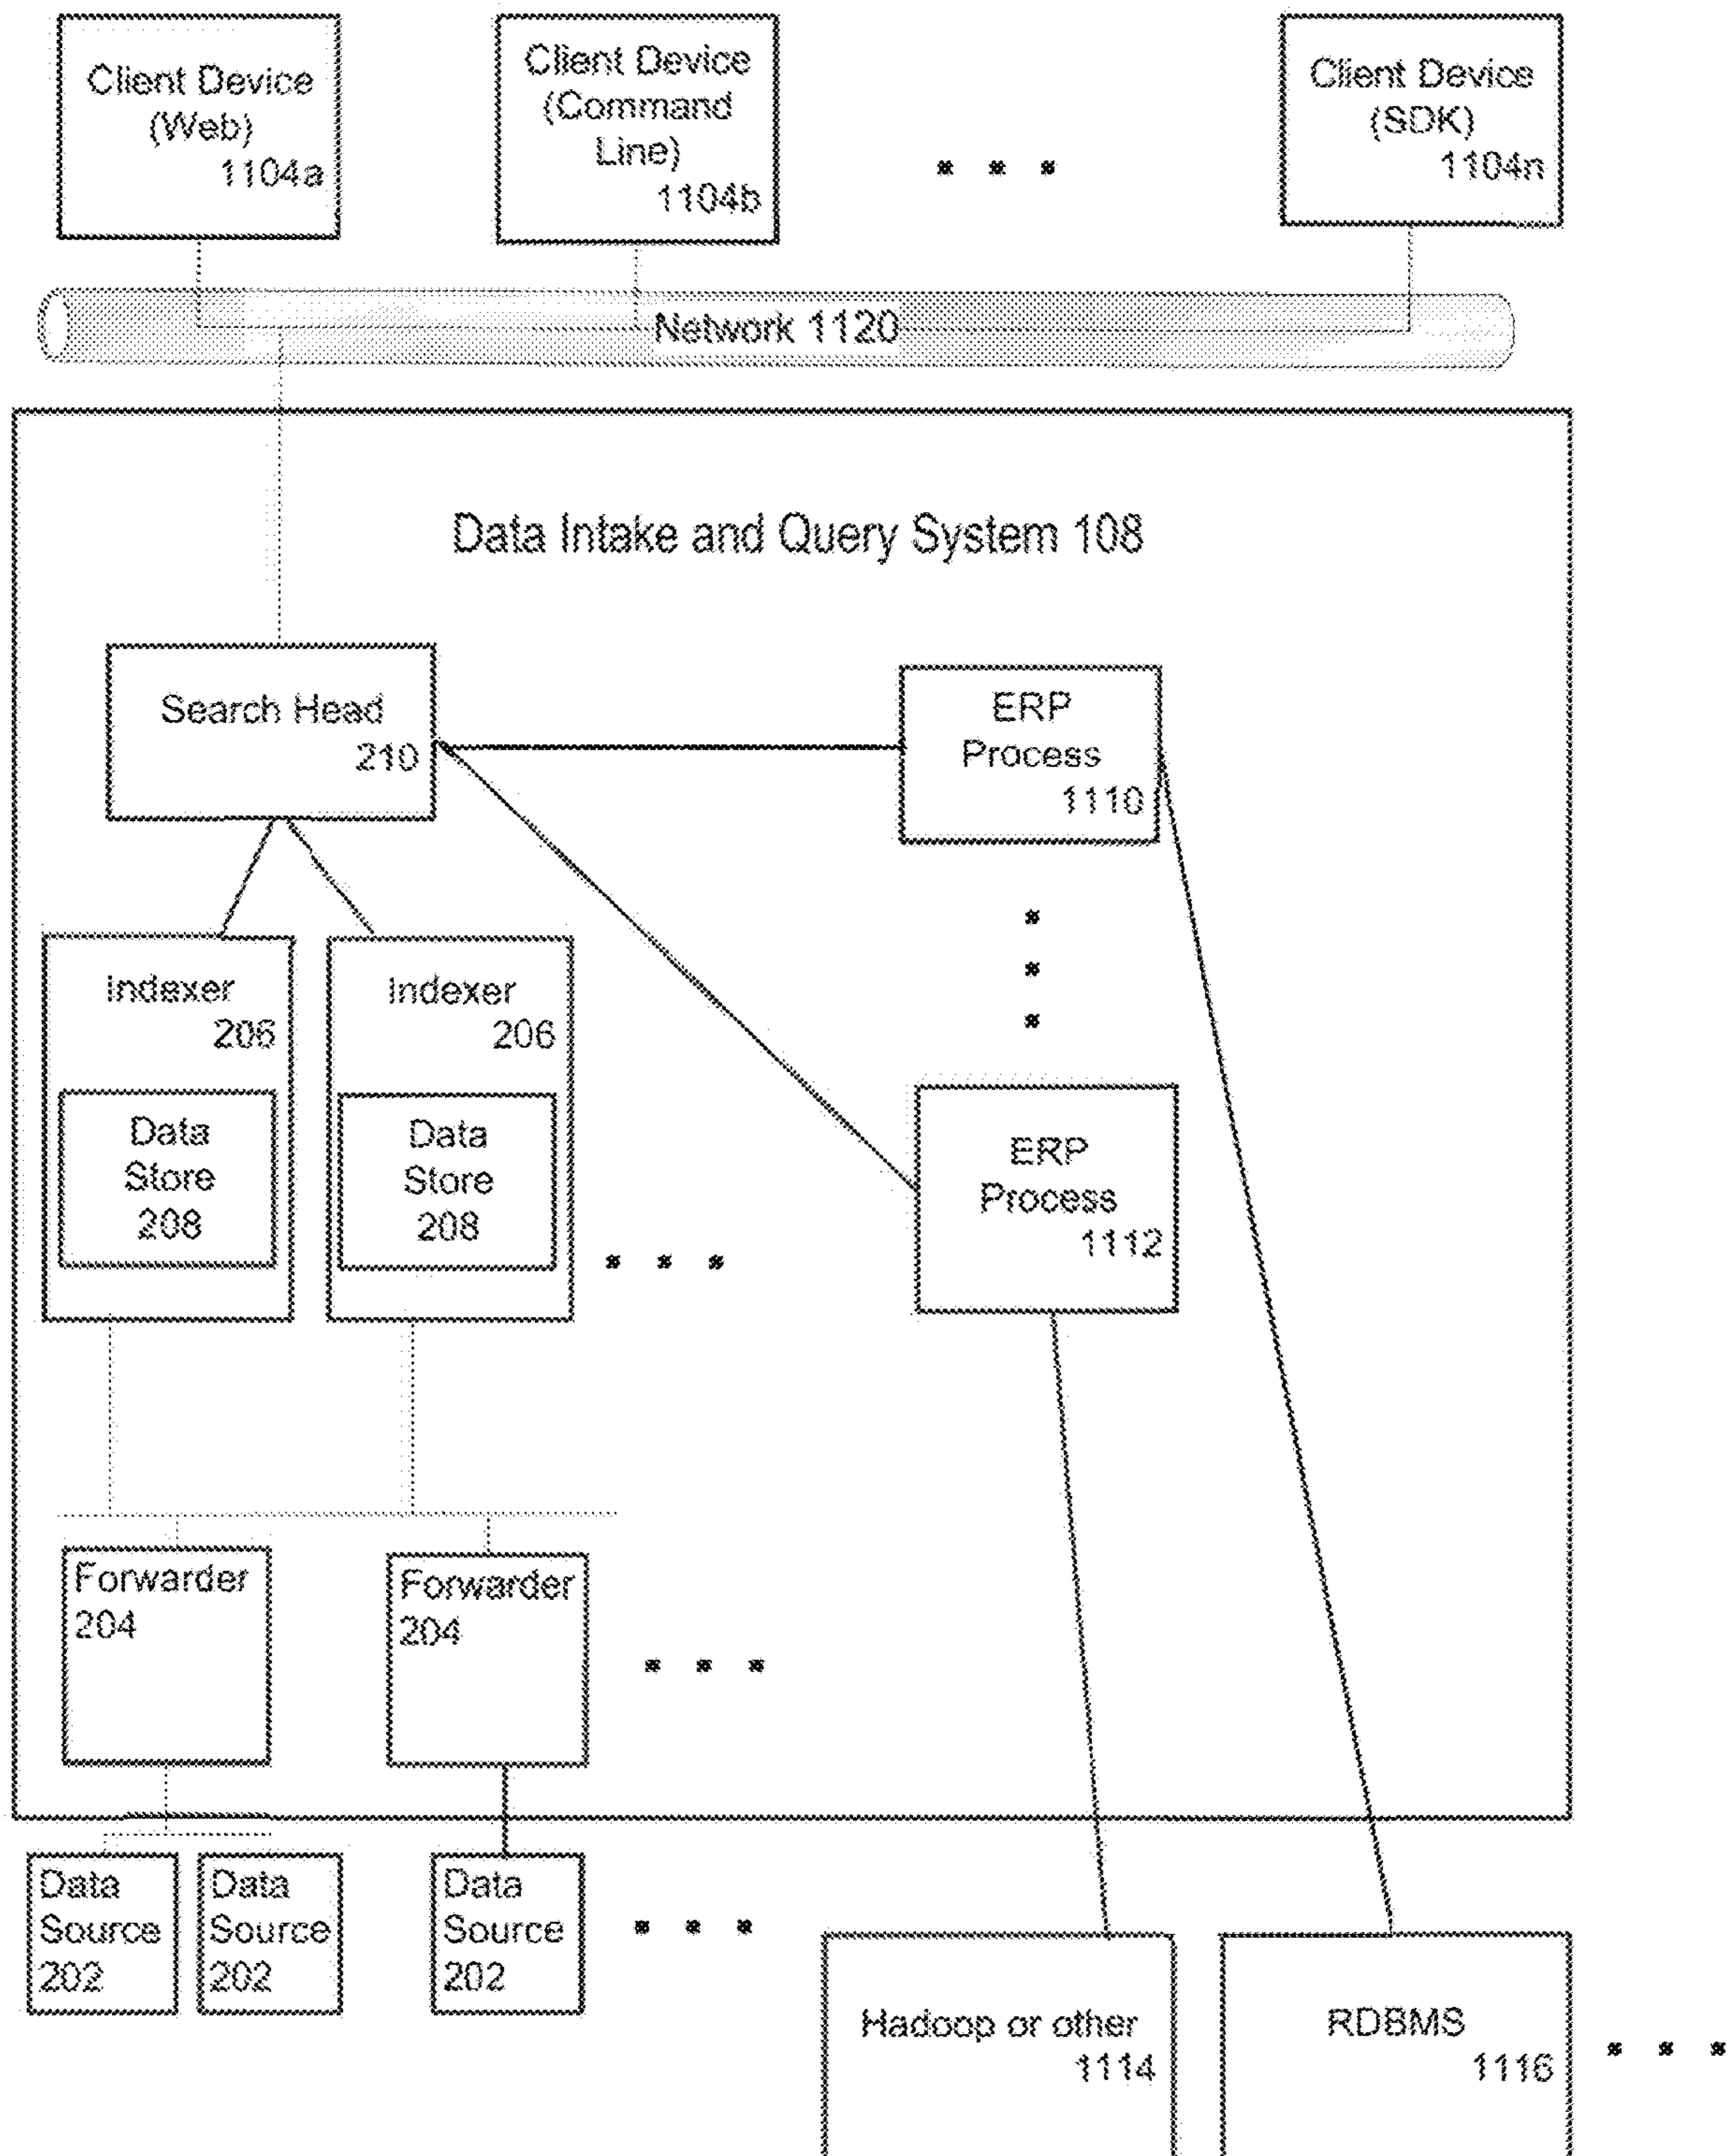 Client Device
(Web)
1104a
Client Device
(Command
Line)
1104b
Client Device
(SDK)
1104n
Network 1120
Data Intake and Query System 108
Search Head
210
ERP
Process
1110
Indexer
206
Data
Store
208
Indexer
206
Data
Store
208
ERP
Process
1112
Forwarder
204
Forwarder
204
Data
Source
202
Data
Source
202
Data
Source
202
Hadoop or other
1114
RDBMS
1116